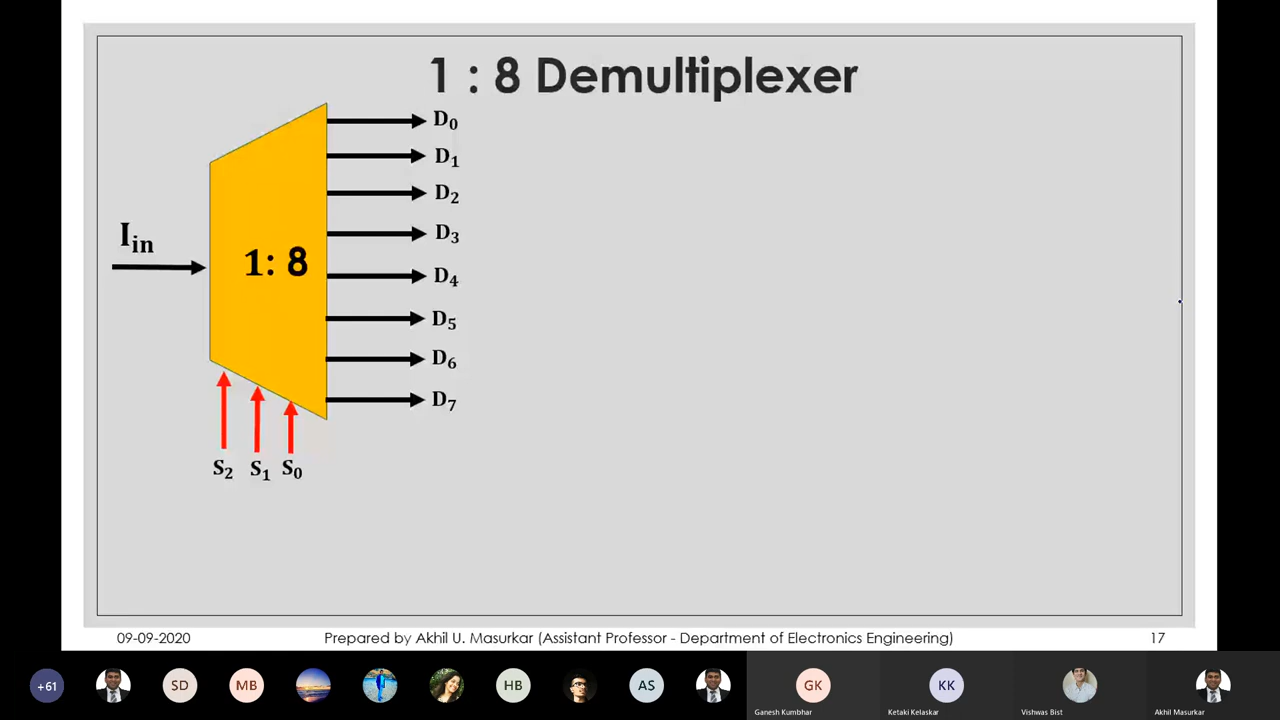 1 : 8 Demultiplexer
D₀
D₁
D₂
D₃
D₄
D₅
D₆
D₇
Iᵢₙ
1: 8
S₂ S₁ S₀
09-09-2020 Prepared by Akhil U. Masurkar (Assistant Professor - Department of Electronics Engineering) 17
+61 SD MB HB AS GK KK
Ganesh Kumbhar Ketaki Kelaskar Vishwas Bist Akhil Masurkar